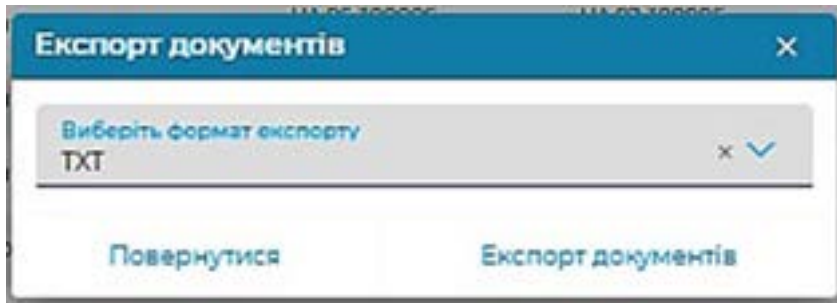 Експорт документів
Виберіть формат експорту
TXT
Повернутися
Експорт документів